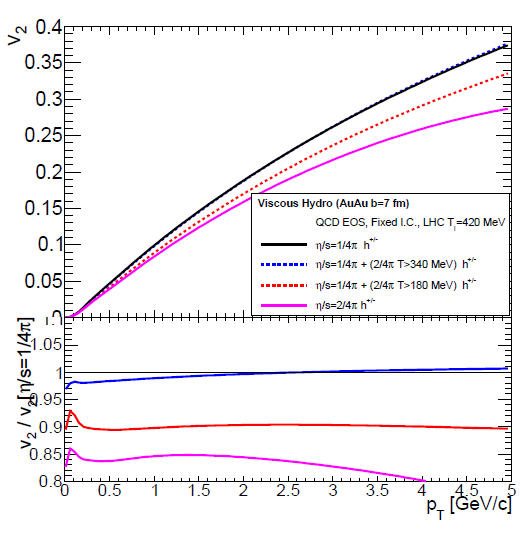 v2
0.4
0.35
0.3
0.25
0.2
0.15
0.1
0.05
0
Viscous Hydro (AuAu b=7 fm)
QCD EOS, Fixed I.C., LHC TI=420 MeV
η/s=1/4π h+/-
η/s=1/4π + (2/4π T>340 MeV) h+/-
η/s=1/4π + (2/4π T>180 MeV) h+/-
η/s=2/4π h+/-
v2 / v2 [η/s=1/4π]
1.1
1.05
1
0.95
0.9
0.85
0.8
0 0.5 1 1.5 2 2.5 3 3.5 4 4.5 5
pT [GeV/c]